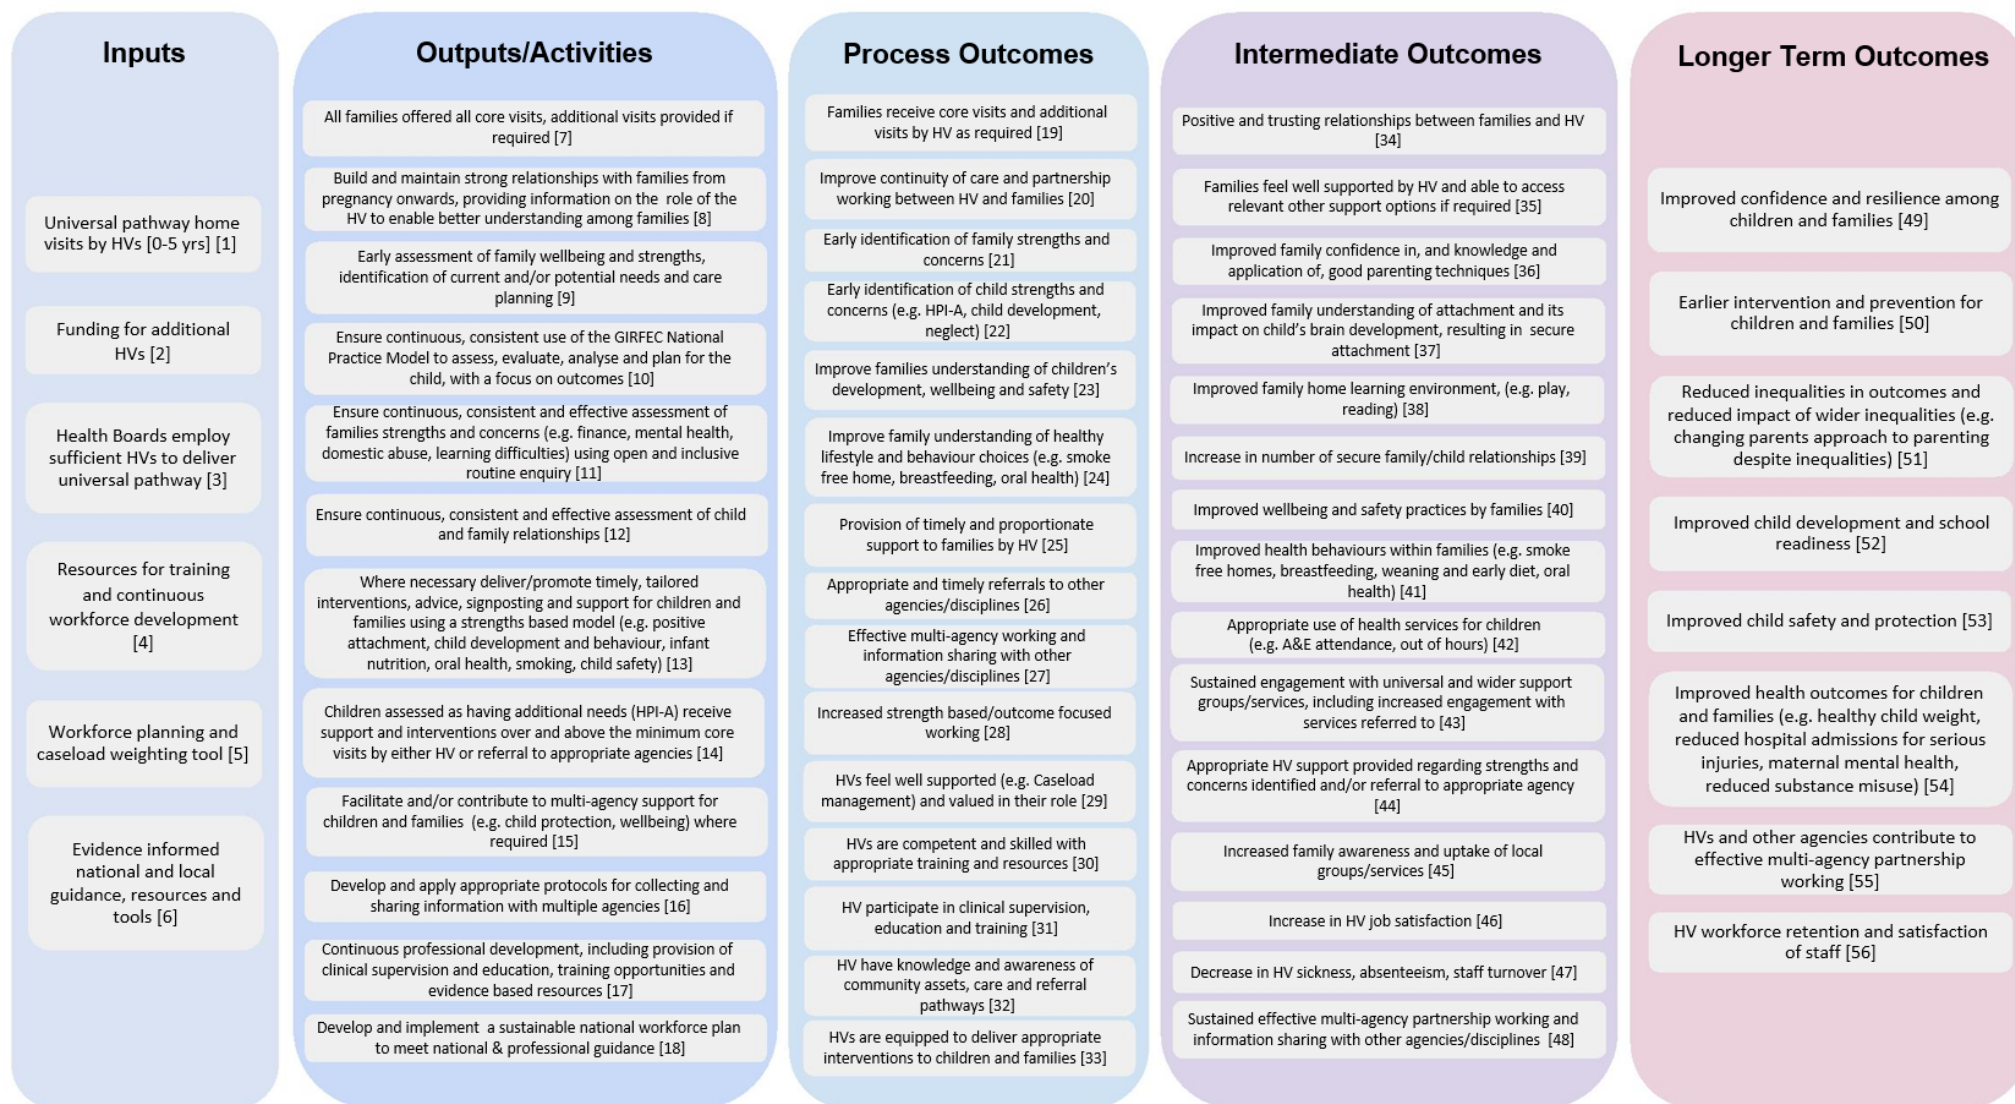 Inputs
Universal pathway home
visits by HVs [0-5 yrs] [1]
Funding for additional
HVs [2]
Health Boards employ
sufficient HVs to deliver
universal pathway [3]
Resources for training
and continuous
workforce development
[4]
Workforce planning and
caseload weighting tool [5]
Evidence informed
national and local
guidance, resources and
tools [6]
Outputs/Activities
All families offered all core visits, additional visits provided if
required [7]
Build and maintain strong relationships with families from
pregnancy onwards, providing information on the role of the
HV to enable better understanding among families [8]
Early assessment of family wellbeing and strengths,
identification of current and/or potential needs and care
planning [9]
Ensure continuous, consistent use of the GIRFEC National
Practice Model to assess, evaluate, analyse and plan for the
child, with a focus on outcomes [10]
Ensure continuous, consistent and effective assessment of
families strengths and concerns (e.g. finance, mental health,
domestic abuse, learning difficulties) using open and inclusive
routine enquiry [11]
Ensure continuous, consistent and effective assessment of child
and family relationships [12]
Where necessary deliver/promote timely, tailored
interventions, advice, signposting and support for children and
families using a strengths based model (e.g. positive
attachment, child development and behaviour, infant
nutrition, oral health, smoking, child safety) [13]
Children assessed as having additional needs (HPI-A) receive
support and interventions over and above the minimum core
visits by either HV or referral to appropriate agencies [14]
Facilitate and/or contribute to multi-agency support for
children and families (e.g. child protection, wellbeing) where
required [15]
Develop and apply appropriate protocols for collecting and
sharing information with multiple agencies [16]
Continuous professional development, including provision of
clinical supervision and education, training opportunities and
evidence based resources [17]
Develop and implement a sustainable national workforce plan
to meet national & professional guidance [18]
Process Outcomes
Families receive core visits and additional
visits by HV as required [19]
Improve continuity of care and partnership
working between HV and families [20]
Early identification of family strengths and
concerns [21]
Early identification of child strengths and
concerns (e.g. HPI-A, child development,
neglect) [22]
Improve families understanding of children's
development, wellbeing and safety [23]
Improve family understanding of healthy
lifestyle and behaviour choices (e.g. smoke
free home, breastfeeding, oral health) [24]
Provision of timely and proportionate
support to families by HV [25]
Appropriate and timely referrals to other
agencies/disciplines [26]
Effective multi-agency working and
information sharing with other
agencies/disciplines [27]
Increased strength based/outcome focused
working [28]
HVs feel well supported (e.g. Caseload
management) and valued in their role [29]
HVs are competent and skilled with
appropriate training and resources [30]
HV participate in clinical supervision,
education and training [31]
HV have knowledge and awareness of
community assets, care and referral
pathways [32]
HVs are equipped to deliver appropriate
interventions to children and families [33]
Intermediate Outcomes
Positive and trusting relationships between families and HV
[34]
Families feel well supported by HV and able to access
relevant other support options if required [35]
Improved family confidence in, and knowledge and
application of, good parenting techniques [36]
Improved family understanding of attachment and its
impact on child's brain development, resulting in secure
attachment [37]
Improved family home learning environment, (e.g. play,
reading) [38]
Increase in number of secure family/child relationships [39]
Improved wellbeing and safety practices by families [40]
Improved health behaviours within families (e.g. smoke
free homes, breastfeeding, weaning and early diet, oral
health) [41]
Appropriate use of health services for children
(e.g. A&E attendance, out of hours) [42]
Sustained engagement with universal and wider support
groups/services, including increased engagement with
services referred to [43]
Appropriate HV support provided regarding strengths and
concerns identified and/or referral to appropriate agency
[44]
Increased family awareness and uptake of local
groups/services [45]
Increase in HV job satisfaction [46]
Decrease in HV sickness, absenteeism, staff turnover [47]
Sustained effective multi-agency partnership working and
information sharing with other agencies/disciplines [48]
Longer Term Outcomes
Improved confidence and resilience among
children and families [49]
Earlier intervention and prevention for
children and families [50]
Reduced inequalities in outcomes and
reduced impact of wider inequalities (e.g.
changing parents approach to parenting
despite inequalities) [51]
Improved child development and school
readiness [52]
Improved child safety and protection [53]
Improved health outcomes for children
and families (e.g. healthy child weight,
reduced hospital admissions for serious
injuries, maternal mental health,
reduced substance misuse) [54]
HVs and other agencies contribute to
effective multi-agency partnership
working [55]
HV workforce retention and satisfaction
of staff [56]